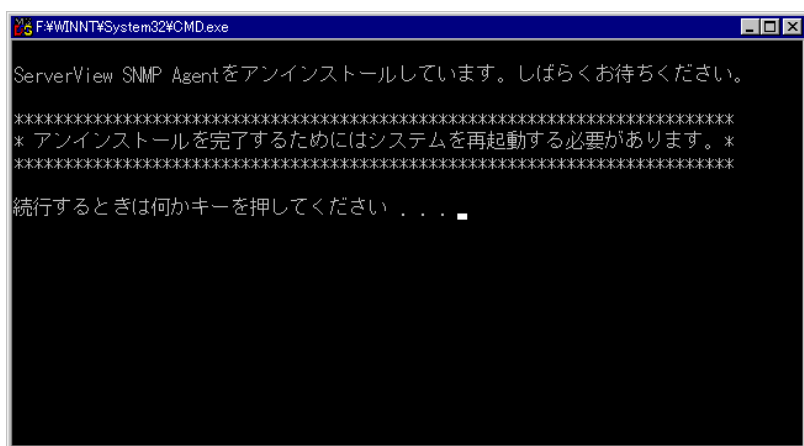 F:¥WINNT¥System32¥CMD.exe
ServerView SNMP Agentをアンインストールしています。しばらくお待ちください。
************************************************************************
* アンインストールを完了するためにはシステムを再起動する必要があります。*
************************************************************************
続行するときは何かキーを押してください . . .